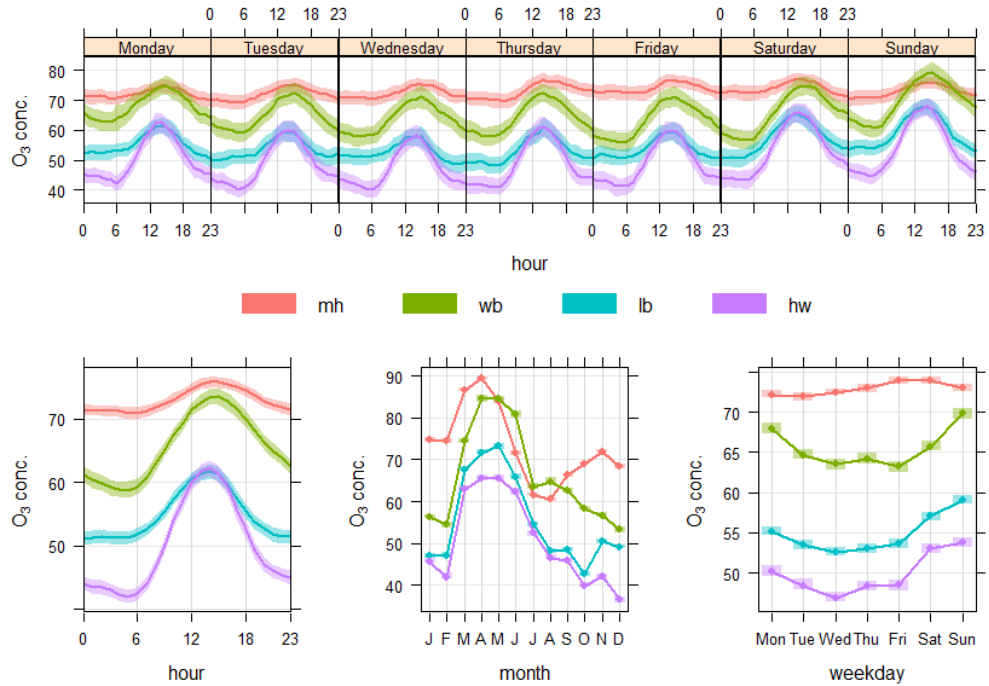 0 6 12 18 23 0 6 12 18 23 0 6 12 18 23
Monday Tuesday Wednesday Thursday Friday Saturday Sunday
80
70
60
50
40
O3 conc.
0 6 12 18 23 0 6 12 18 23 0 6 12 18 23 0 6 12 18 23
hour
mh wb lb hw
70
60
50
O3 conc.
0 6 12 18 23
hour
90
80
70
60
50
40
O3 conc.
J F M A M J J A S O N D
month
70
65
60
55
50
O3 conc.
Mon Tue Wed Thu Fri Sat Sun
weekday